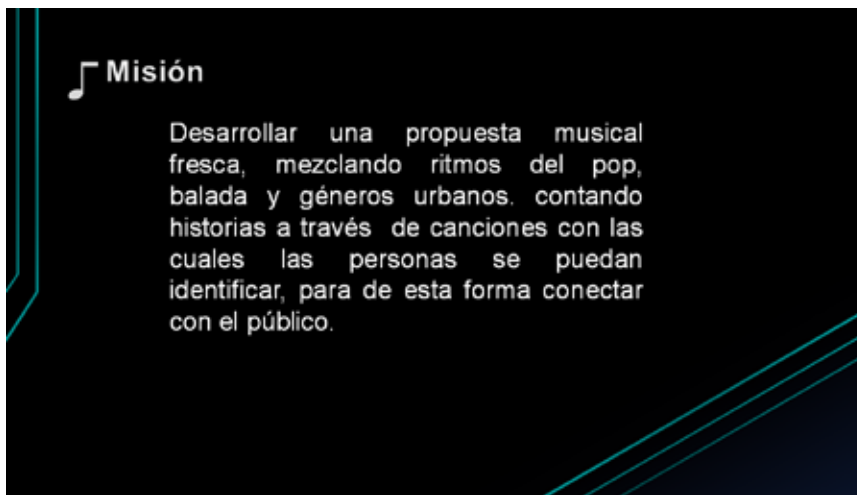 Misión
Desarrollar una propuesta musical
fresca, mezclando ritmos del pop,
balada y géneros urbanos. contando
historias a través de canciones con las
cuales las personas se puedan
identificar, para de esta forma conectar
con el público.